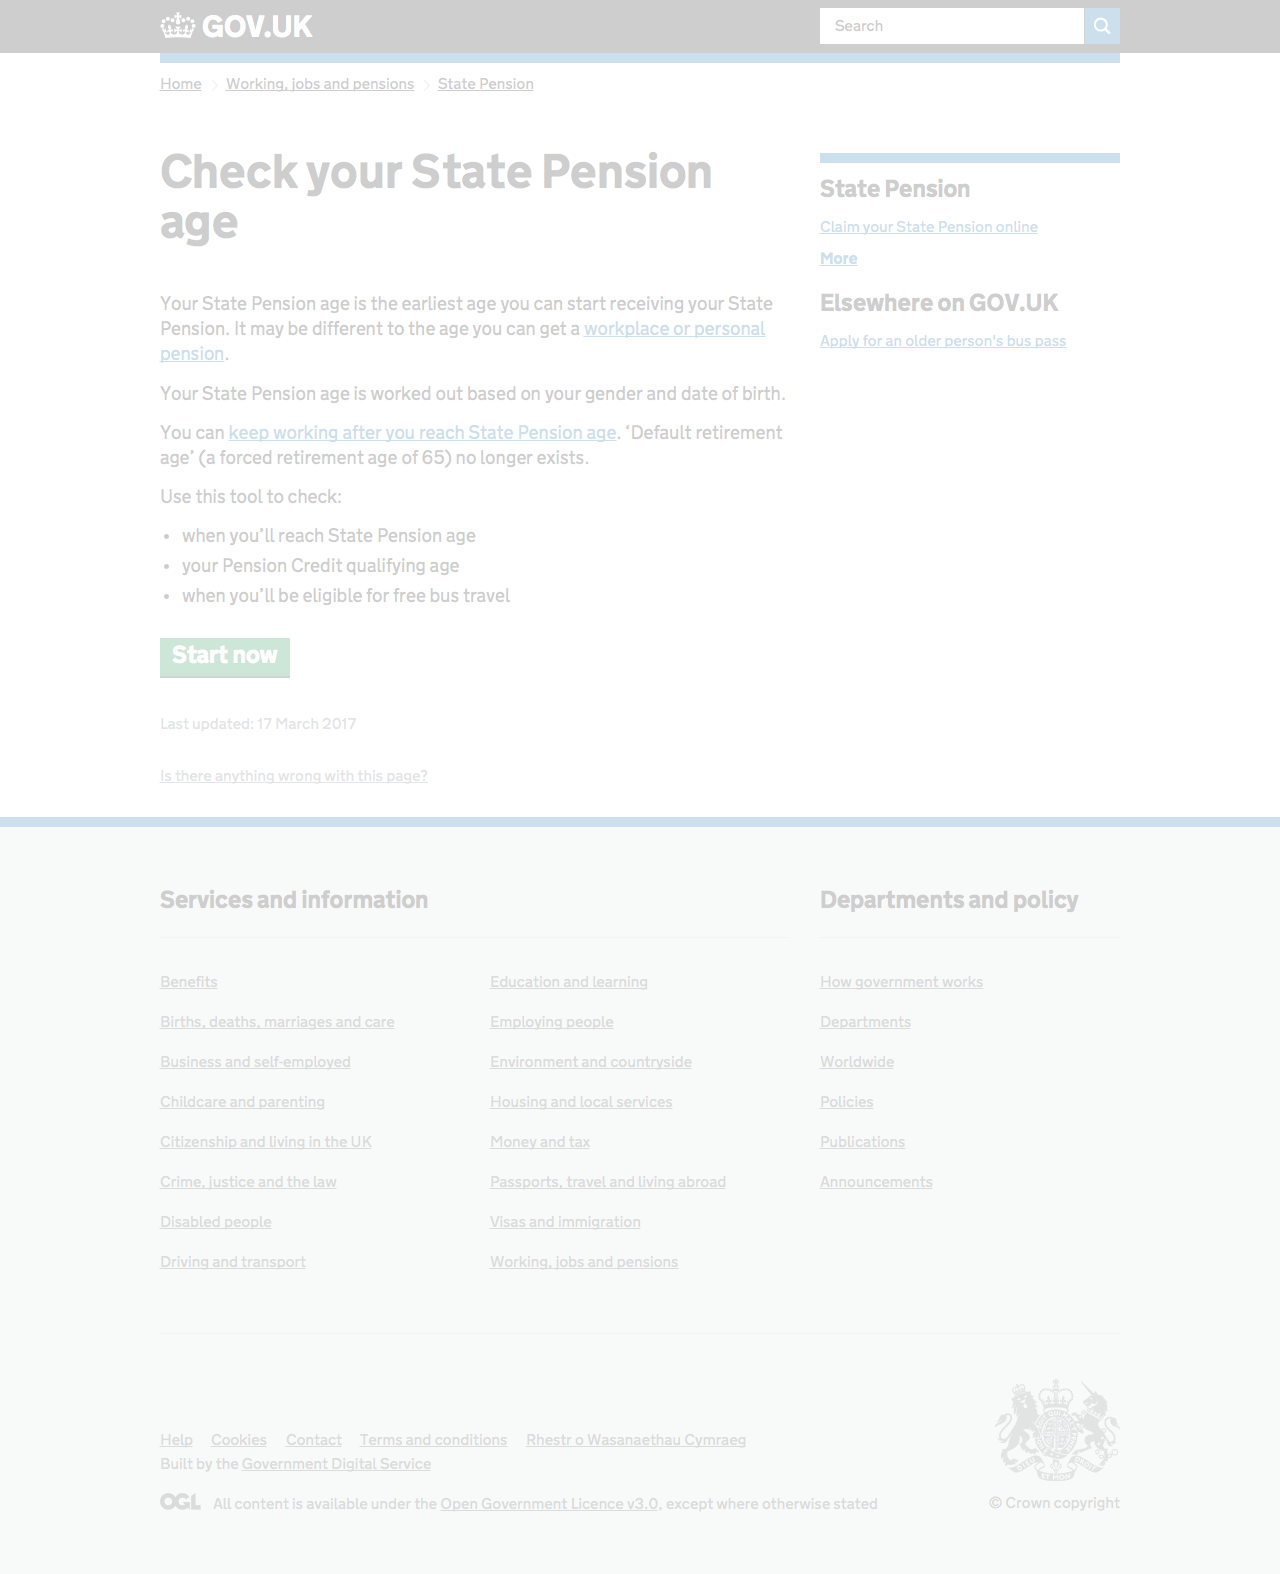 GOV.UK
Search
Home
Working, jobs and pensions
State Pension
Check your State Pension
age
Your State Pension age is the earliest age you can start receiving your State
Pension. It may be different to the age you can get a workplace or personal
pension.
Your State Pension age is worked out based on your gender and date of birth.
You can keep working after you reach State Pension age. ‘Default retirement
age’ (a forced retirement age of 65) no longer exists.
Use this tool to check:
• when you’ll reach State Pension age
• your Pension Credit qualifying age
• when you’ll be eligible for free bus travel
Start now
Last updated: 17 March 2017
Is there anything wrong with this page?
State Pension
Claim your State Pension online
More
Elsewhere on GOV.UK
Apply for an older person's bus pass
Services and information
Benefits
Births, deaths, marriages and care
Business and self-employed
Childcare and parenting
Citizenship and living in the UK
Crime, justice and the law
Disabled people
Driving and transport
Education and learning
Employing people
Environment and countryside
Housing and local services
Money and tax
Passports, travel and living abroad
Visas and immigration
Working, jobs and pensions
Departments and policy
How government works
Departments
Worldwide
Policies
Publications
Announcements
Help Cookies Contact Terms and conditions Rhestr o Wasanaethau Cymraeg
Built by the Government Digital Service
OGL All content is available under the Open Government Licence v3.0, except where otherwise stated
© Crown copyright